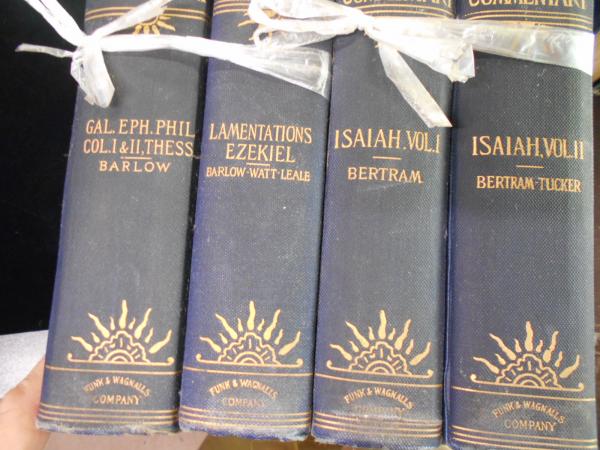 GAL. EPH. PHIL
COL. I & II, THESS
BARLOW
FUNK & WAGNALLS
COMPANY
LAMENTATIONS
EZEKIEL
BARLOW-WATT-LEALE
FUNK & WAGNALLS
COMPANY
ISAIAH. VOL. I
BERTRAM
FUNK & WAGNALLS
COMPANY
COMMENTARY
ISAIAH, VOL. II
BERTRAM-TUCKER
FUNK & WAGNALLS
COMPANY